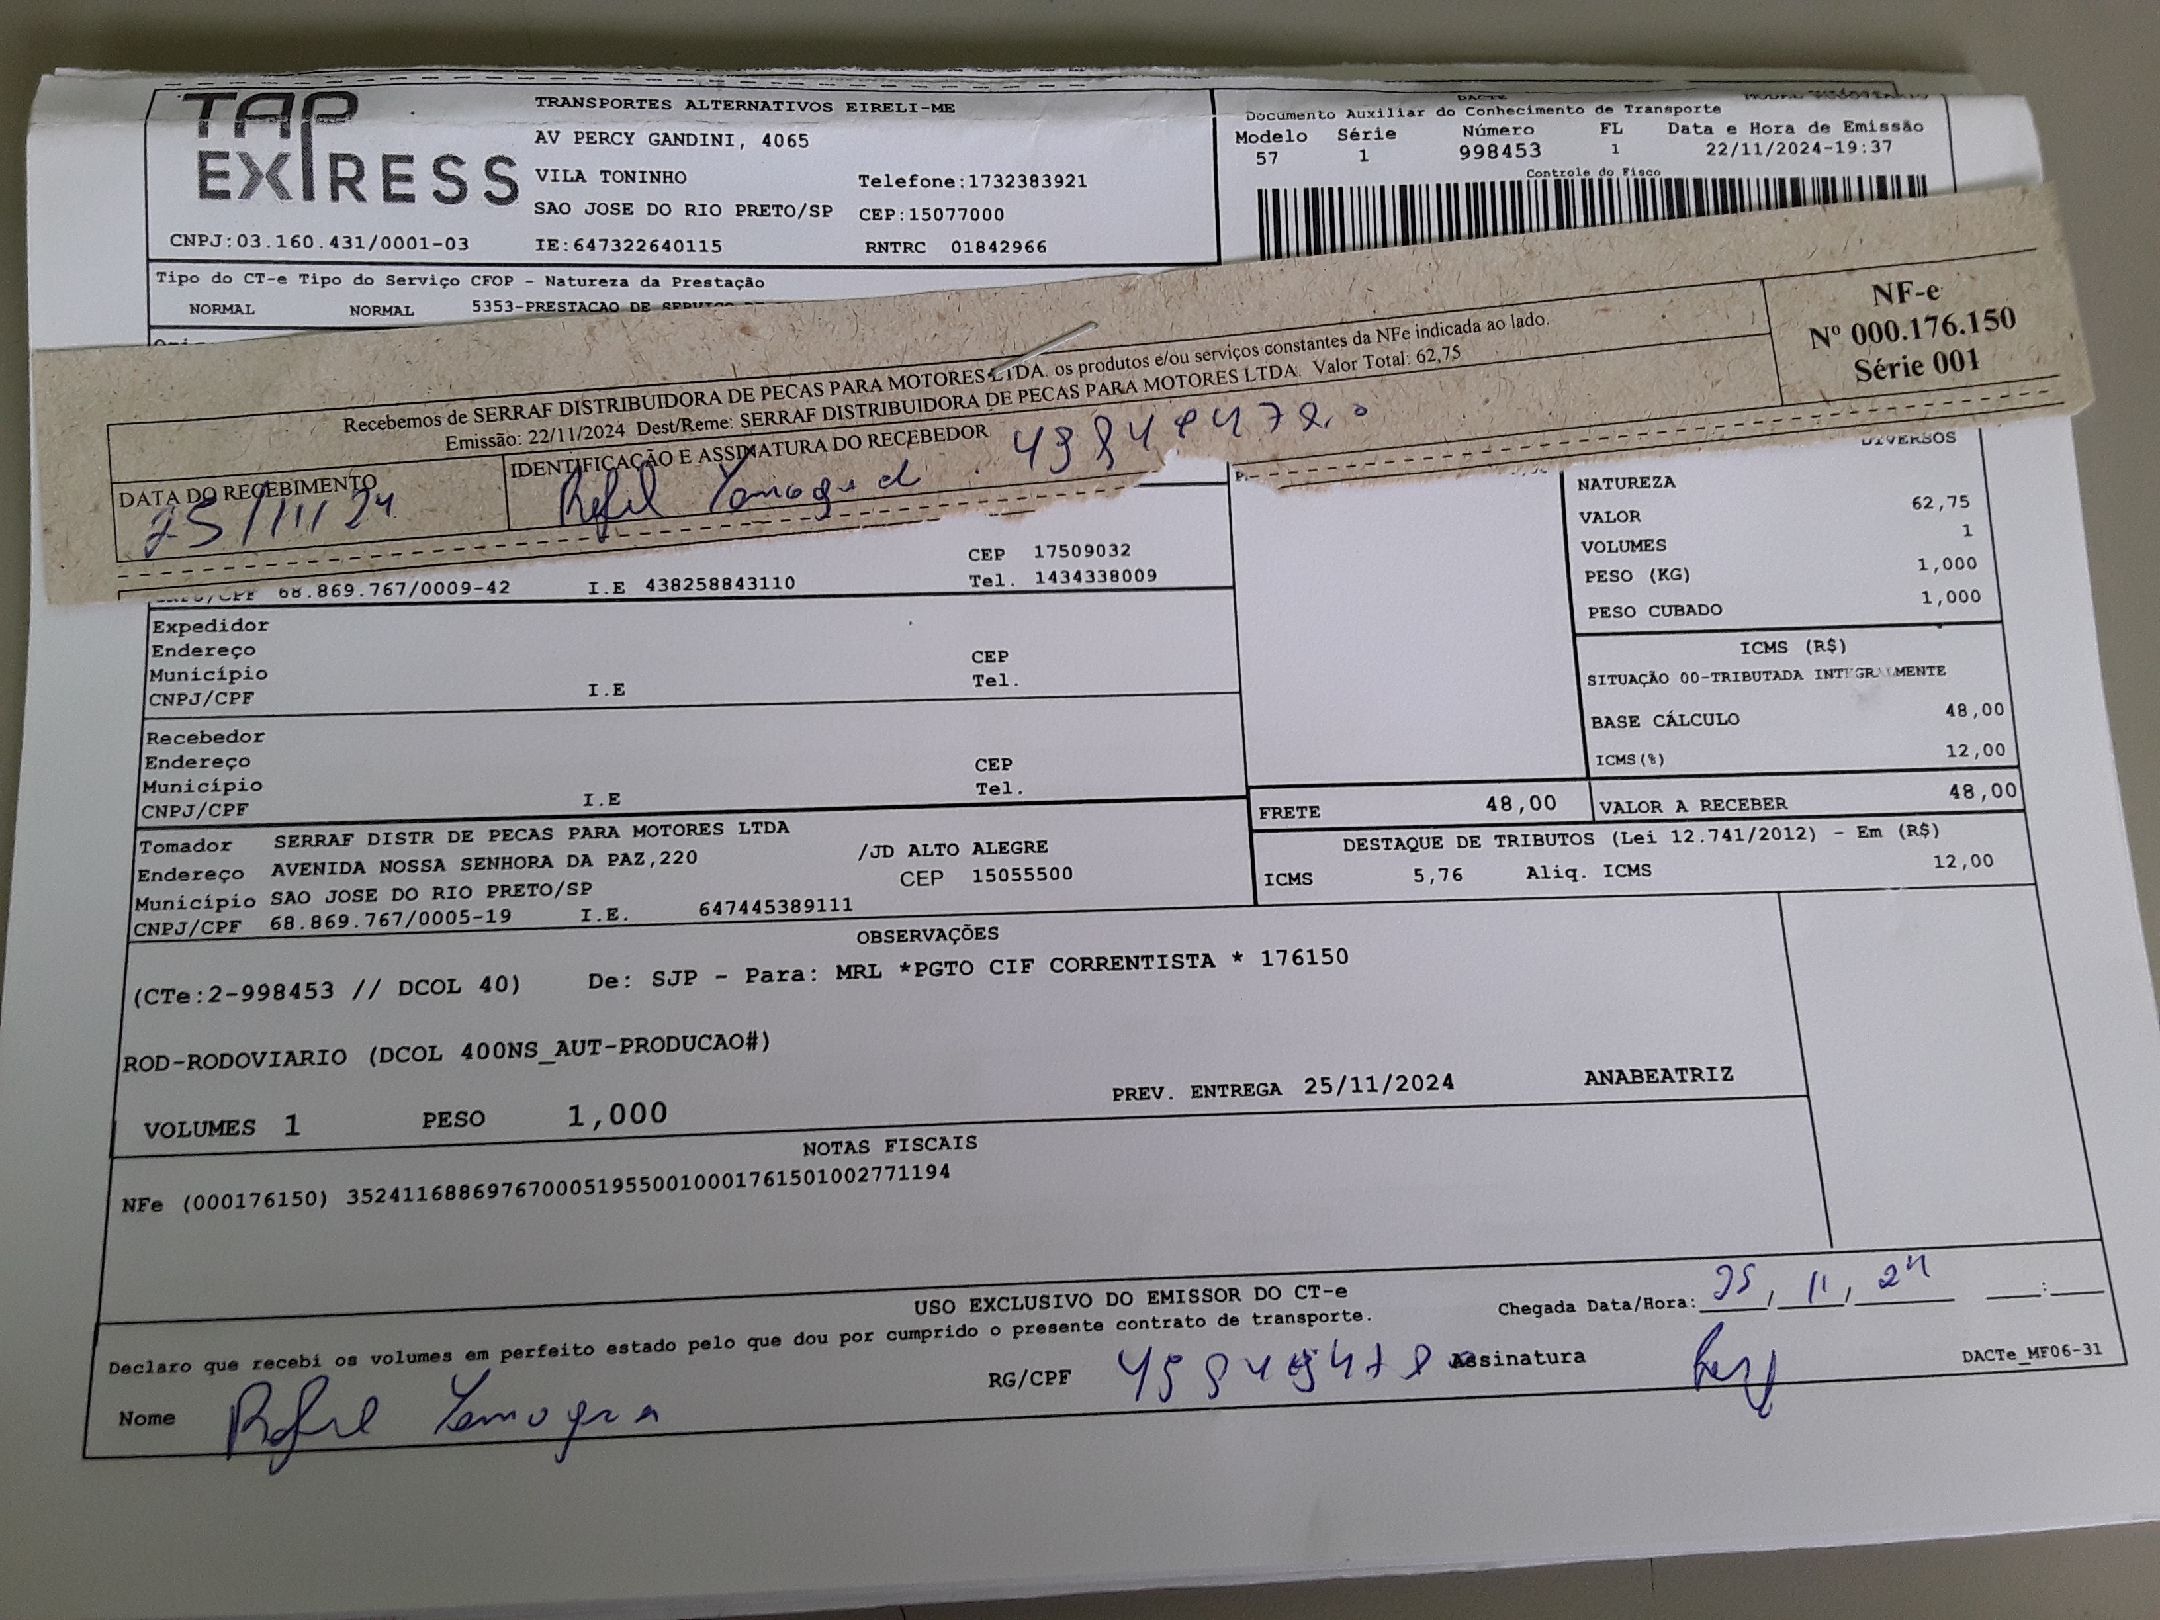 TAP EXPRESS
TRANSPORTES ALTERNATIVOS EIRELI-ME
AV PERCY GANDINI, 4065
VILA TONINHO Telefone:1732383921
SAO JOSE DO RIO PRETO/SP CEP:15077000
CNPJ:03.160.431/0001-03 IE:647322640115 RNTRC 01842966
DACTE
Documento Auxiliar do Conhecimento de Transporte
Modelo Série Número FL Data e Hora de Emissão
57 1 998453 1 22/11/2024-19:37
Controle do Fisco
Tipo do CT-e Tipo do Serviço CFOP - Natureza da Prestação
NORMAL NORMAL 5353-PRESTACAO DE SERVICO
Recebemos de SERRAF DISTRIBUIDORA DE PECAS PARA MOTORES LTDA. os produtos e/ou serviços constantes da NFe indicada ao lado.
Emissão: 22/11/2024 Dest/Reme: SERRAF DISTRIBUIDORA DE PECAS PARA MOTORES LTDA. Valor Total: 62,75
DATA DO RECEBIMENTO
25/11/24
IDENTIFICAÇÃO E ASSINATURA DO RECEBEDOR
NF-e
Nº 000.176.150
Série 001
DIVERSOS
NATUREZA
VALOR 62,75
VOLUMES 1
PESO (KG) 1,000
PESO CUBADO 1,000
CEP 17509032
CNPJ/CPF 68.869.767/0009-42 I.E 438258843110 Tel. 1434338009
Expedidor
Endereço
Município CEP
CNPJ/CPF I.E Tel.
Recebedor
Endereço CEP
Município Tel.
CNPJ/CPF I.E
ICMS (R$)
SITUAÇÃO 00-TRIBUTADA INTEGRALMENTE
BASE CÁLCULO 48,00
ICMS(%) 12,00
FRETE 48,00 VALOR A RECEBER 48,00
Tomador SERRAF DISTR DE PECAS PARA MOTORES LTDA
Endereço AVENIDA NOSSA SENHORA DA PAZ,220 /JD ALTO ALEGRE
Município SAO JOSE DO RIO PRETO/SP CEP 15055500
CNPJ/CPF 68.869.767/0005-19 I.E. 647445389111
DESTAQUE DE TRIBUTOS (Lei 12.741/2012) - Em (R$)
ICMS 5,76 Aliq. ICMS 12,00
OBSERVAÇÕES
(CTe:2-998453 // DCOL 40) De: SJP - Para: MRL *PGTO CIF CORRENTISTA * 176150
ROD-RODOVIARIO (DCOL 400NS_AUT-PRODUCAO#)
PREV. ENTREGA 25/11/2024 ANABEATRIZ
VOLUMES 1 PESO 1,000
NOTAS FISCAIS
NFe (000176150) 35241168869767000519550010001761501002771194
USO EXCLUSIVO DO EMISSOR DO CT-e
Declaro que recebi os volumes em perfeito estado pelo que dou por cumprido o presente contrato de transporte.
Chegada Data/Hora: 25, 11, 24 :
Nome RG/CPF Assinatura
DACTe_MF06-31